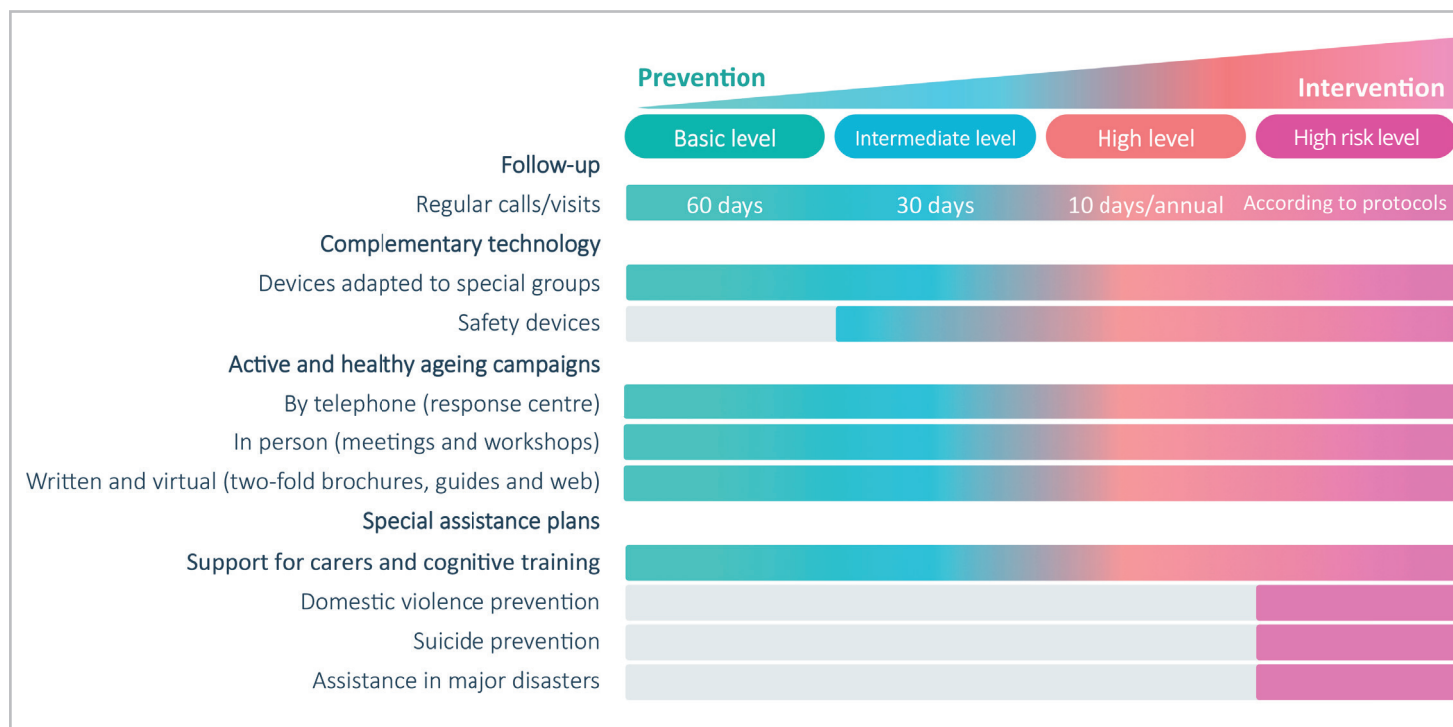 Prevention
Intervention
Basic level
Intermediate level
High level
High risk level
Follow-up
Regular calls/visits
60 days
30 days
10 days/annual
According to protocols
Complementary technology
Devices adapted to special groups
Safety devices
Active and healthy ageing campaigns
By telephone (response centre)
In person (meetings and workshops)
Written and virtual (two-fold brochures, guides and web)
Special assistance plans
Support for carers and cognitive training
Domestic violence prevention
Suicide prevention
Assistance in major disasters